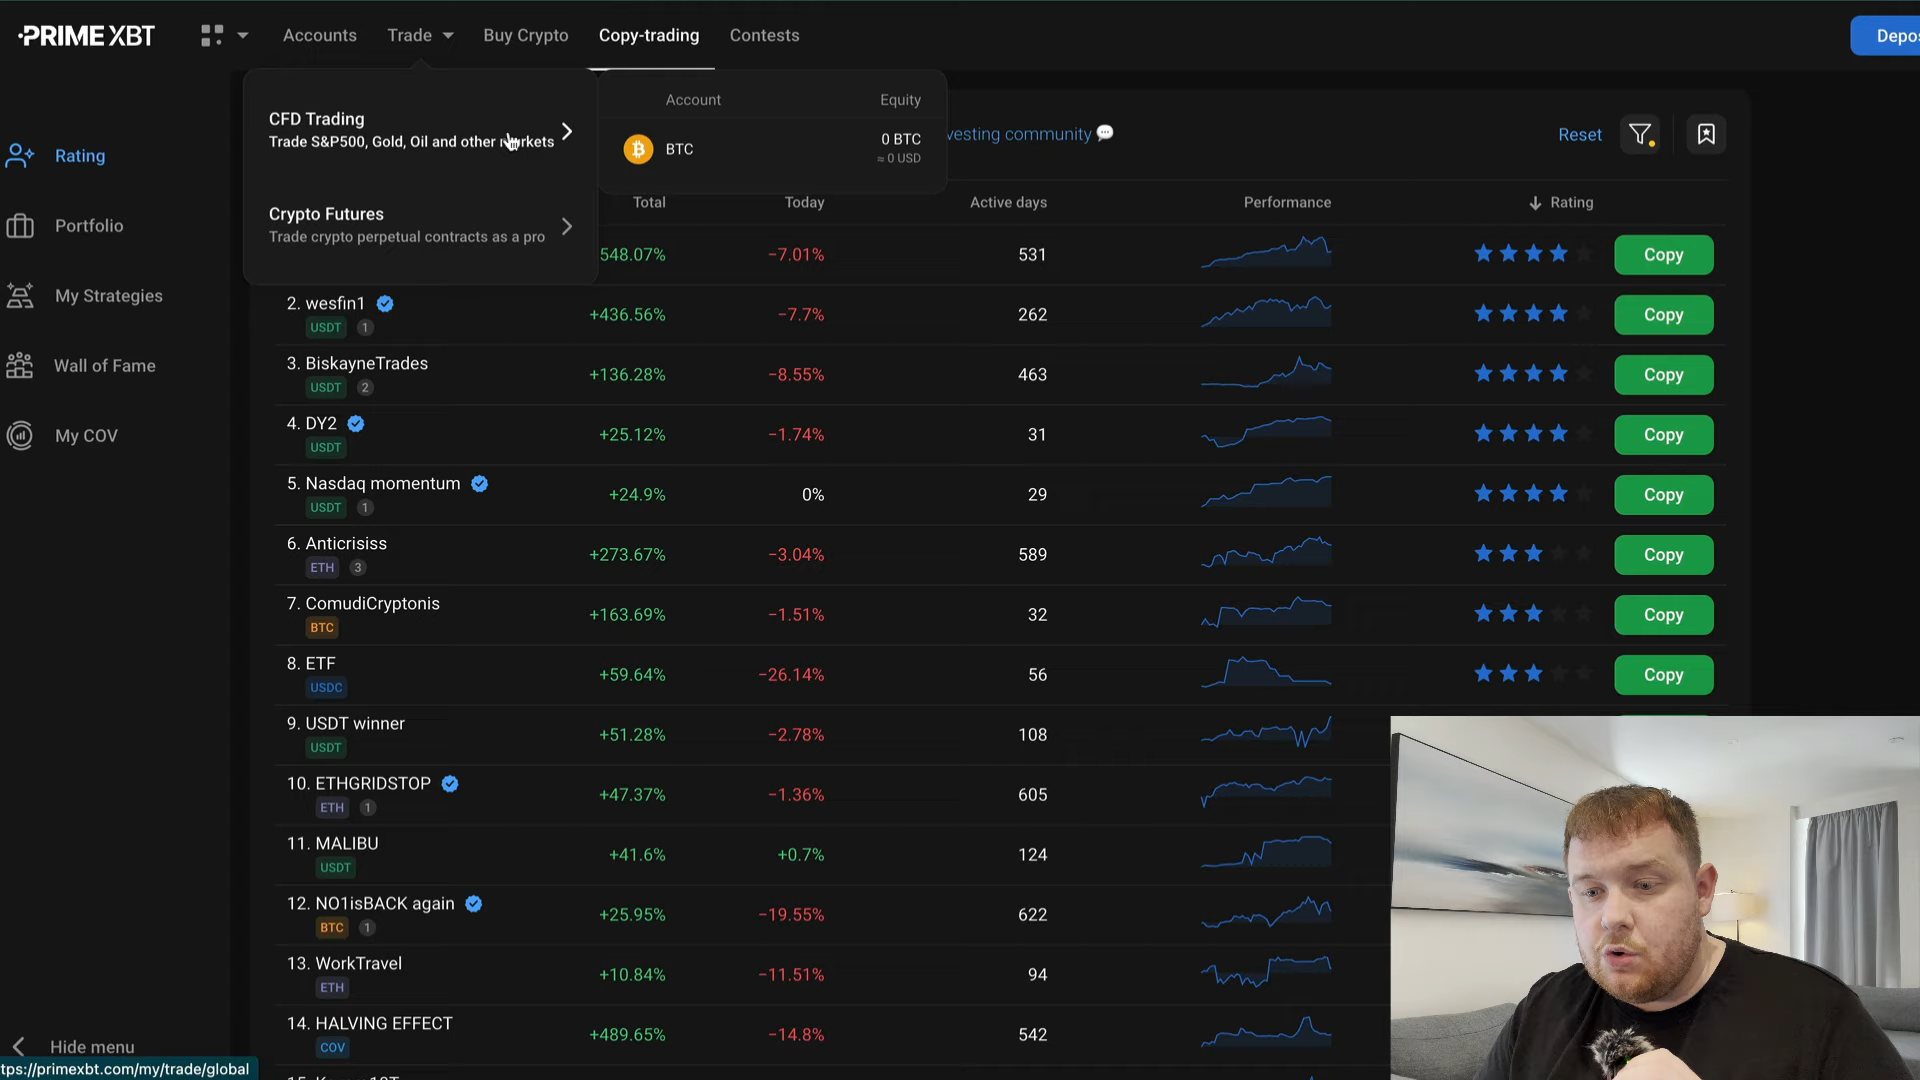 PRIME XBT
Accounts
Trade
Buy Crypto
Copy-trading
Contests
CFD Trading
Trade S&P500, Gold, Oil and other markets
Crypto Futures
Trade crypto perpetual contracts as a pro
Account
Equity
BTC
0 BTC
≈ 0 USD
vesting community
Reset
Rating
Portfolio
My Strategies
Wall of Fame
My COV
Hide menu
tps://primexbt.com/my/trade/global
Total Today Active days Performance Rating
548.07% −7.01% 531 Copy
2. wesfin1 +436.56% −7.7% 262 Copy
USDT 1
3. BiskayneTrades +136.28% −8.55% 463 Copy
USDT 2
4. DY2 +25.12% −1.74% 31 Copy
USDT
5. Nasdaq momentum +24.9% 0% 29 Copy
USDT 1
6. Anticrisiss +273.67% −3.04% 589 Copy
ETH 3
7. ComudiCryptonis +163.69% −1.51% 32 Copy
BTC
8. ETF +59.64% −26.14% 56 Copy
USDC
9. USDT winner +51.28% −2.78% 108
USDT
10. ETHGRIDSTOP +47.37% −1.36% 605
ETH 1
11. MALIBU +41.6% +0.7% 124
USDT
12. NO1isBACK again +25.95% −19.55% 622
BTC 1
13. WorkTravel +10.84% −11.51% 94
ETH
14. HALVING EFFECT +489.65% −14.8% 542
COV